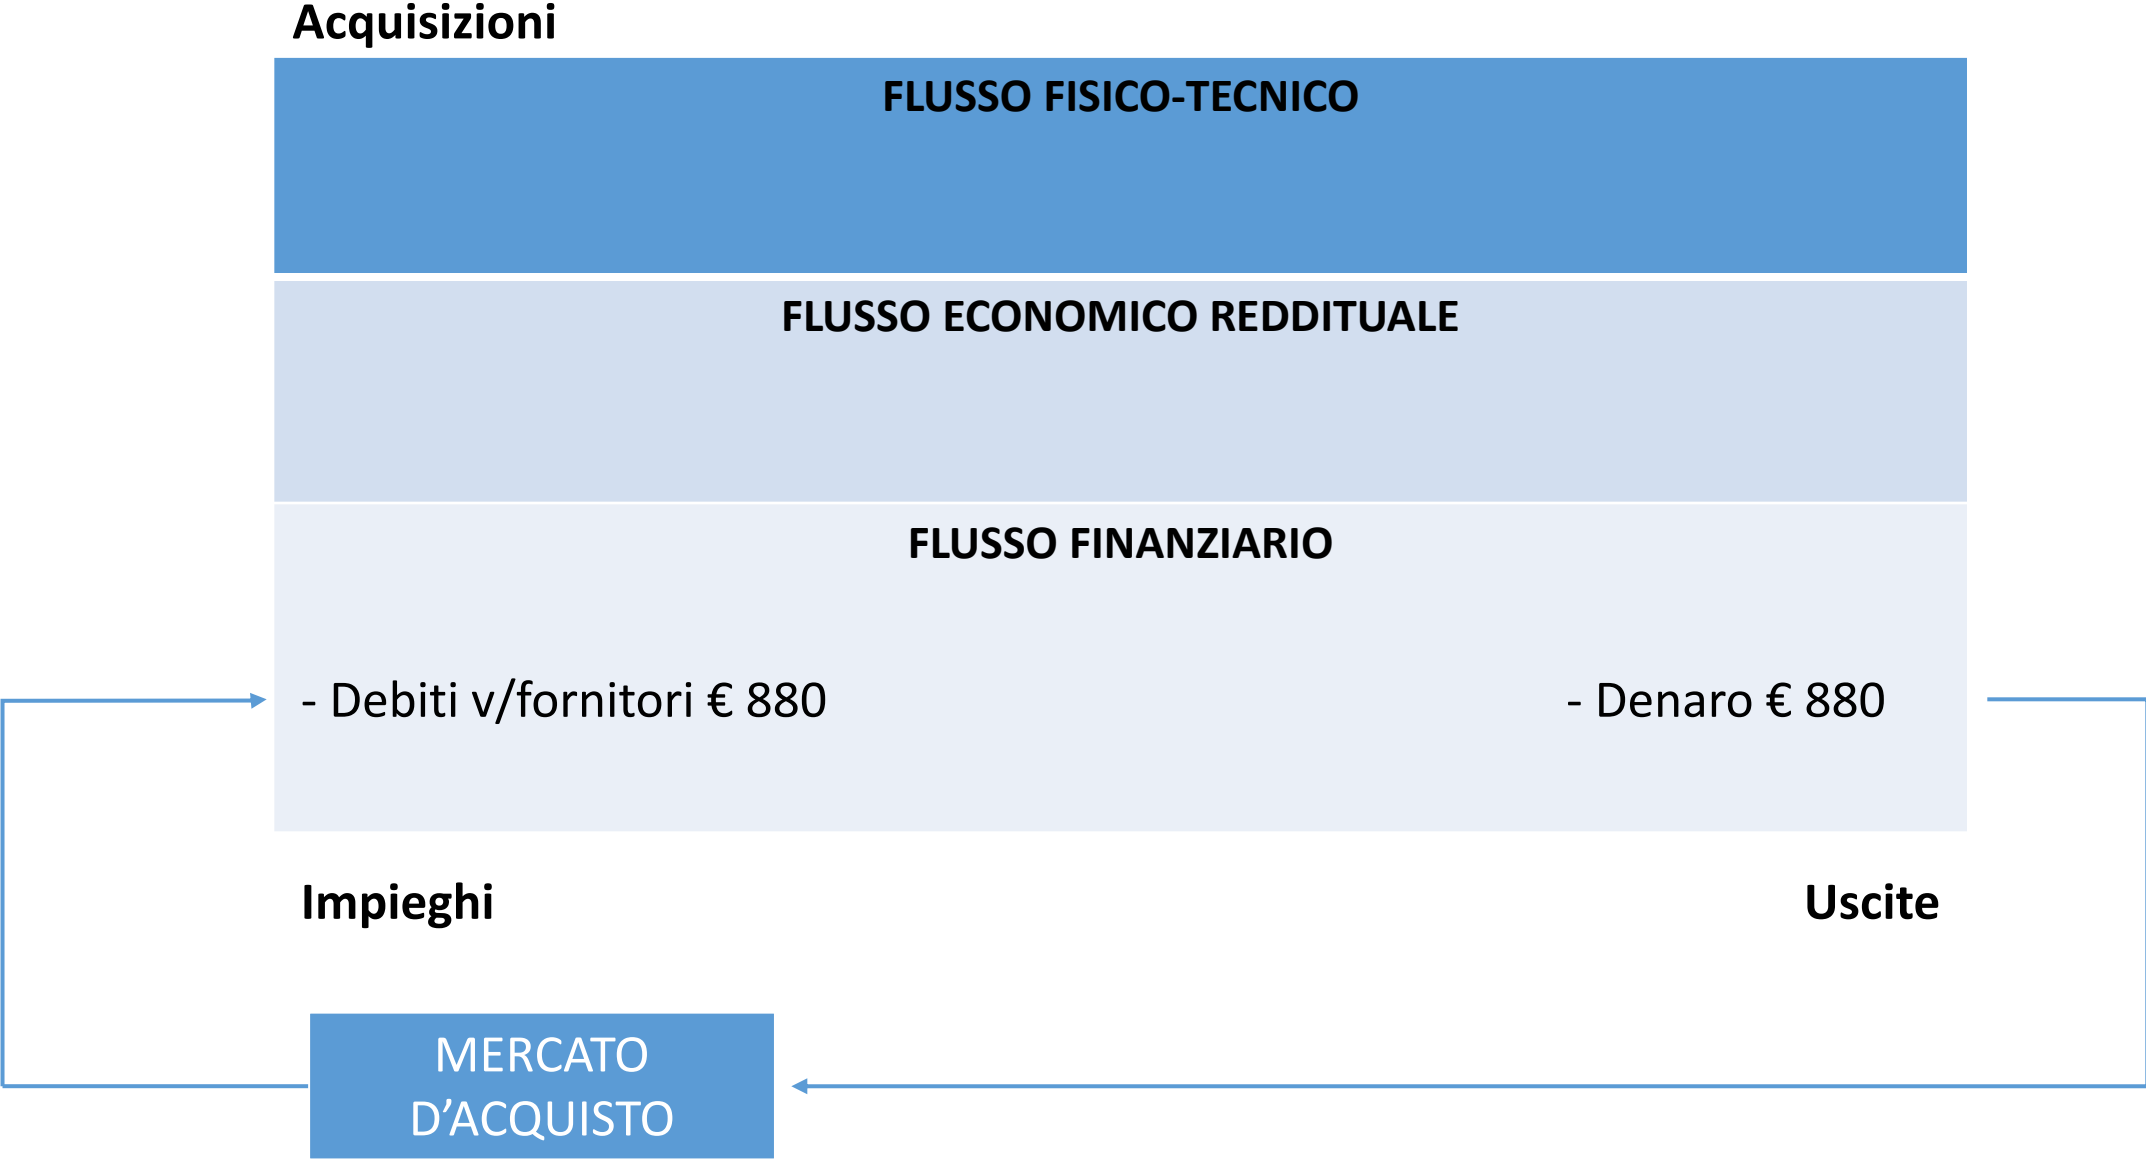 Acquisizioni
FLUSSO FISICO-TECNICO
FLUSSO ECONOMICO REDDITUALE
FLUSSO FINANZIARIO
- Debiti v/fornitori € 880
- Denaro € 880
Impieghi
Uscite
MERCATO
D’ACQUISTO